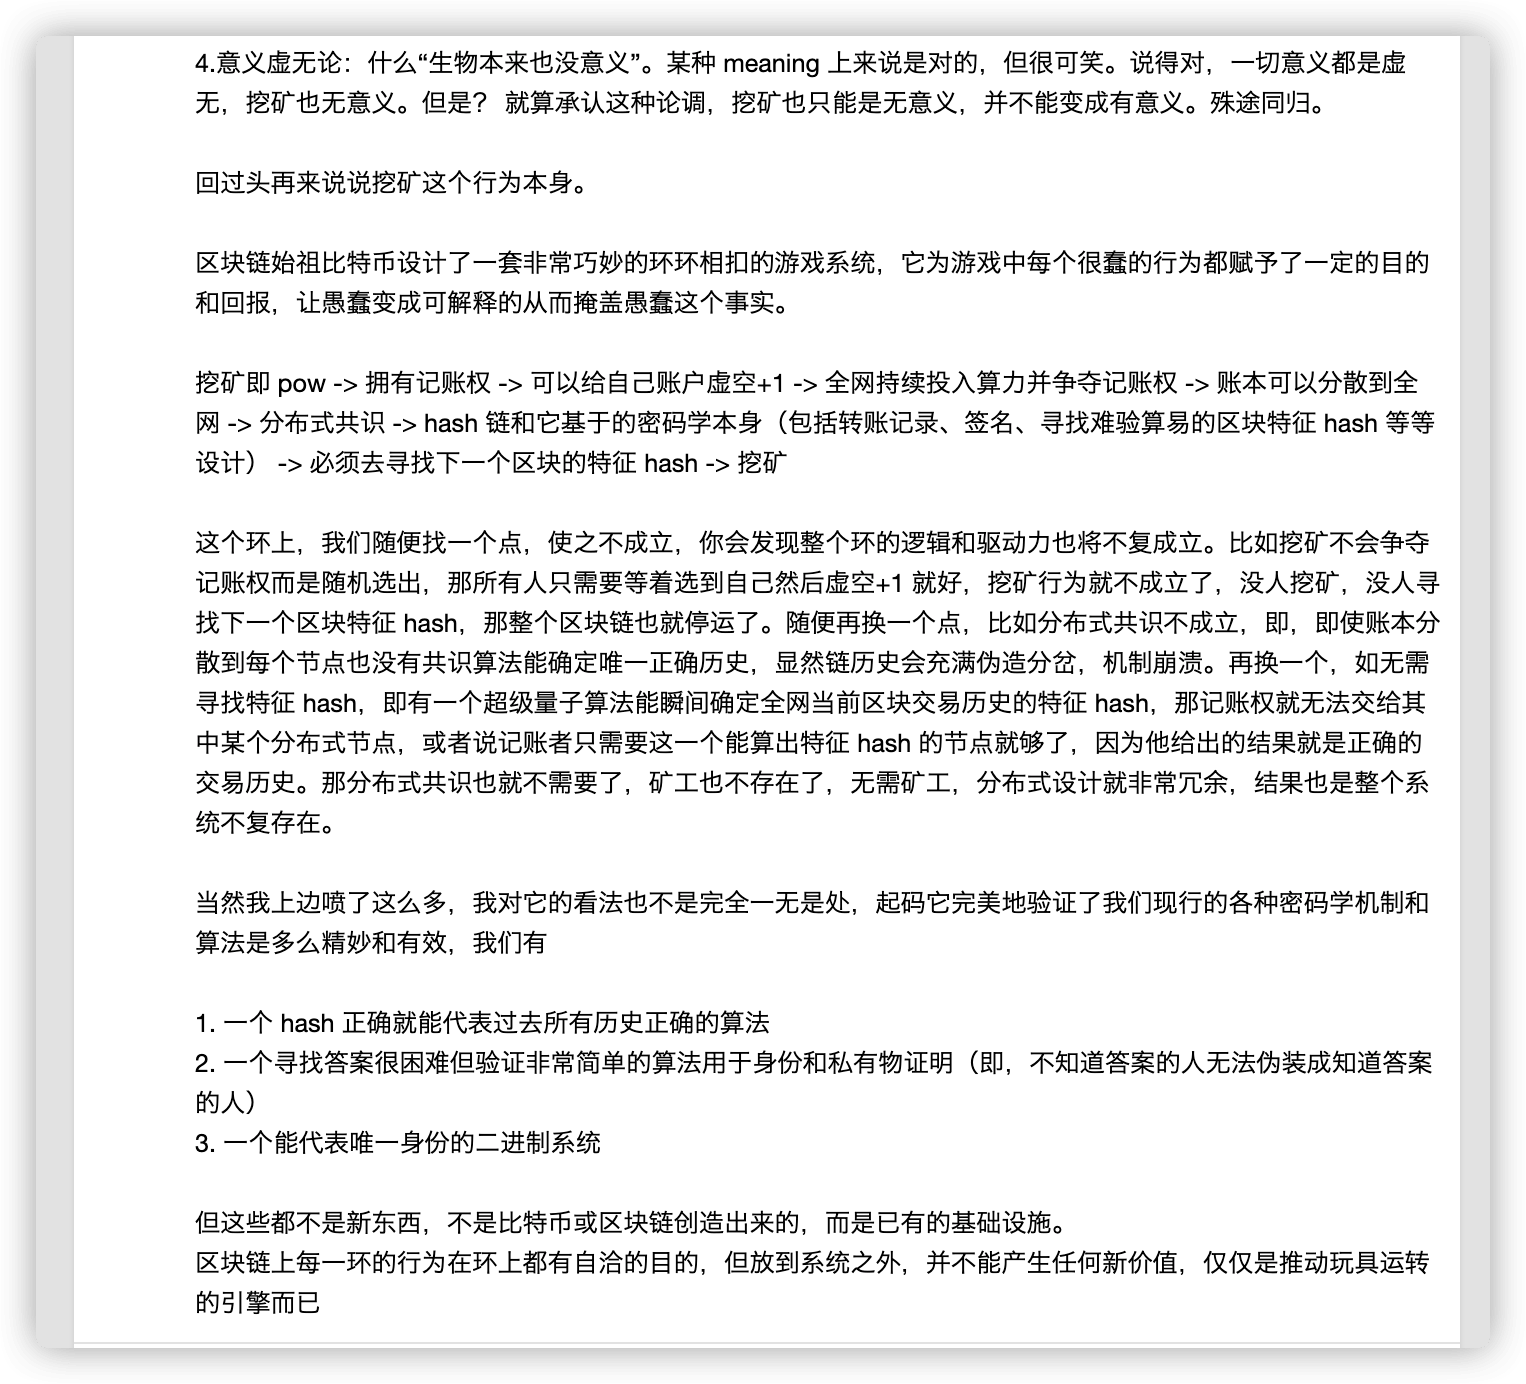 4.意义虚无论：什么“生物本来也没意义”。某种 meaning 上来说是对的，但很可笑。说得对，一切意义都是虚
无，挖矿也无意义。但是？ 就算承认这种论调，挖矿也只能是无意义，并不能变成有意义。殊途同归。
回过头再来说说挖矿这个行为本身。
区块链始祖比特币设计了一套非常巧妙的环环相扣的游戏系统，它为游戏中每个很蠢的行为都赋予了一定的目的
和回报，让愚蠢变成可解释的从而掩盖愚蠢这个事实。
挖矿即 pow -> 拥有记账权 -> 可以给自己账户虚空+1 -> 全网持续投入算力并争夺记账权 -> 账本可以分散到全
网 -> 分布式共识 -> hash 链和它基于的密码学本身（包括转账记录、签名、寻找难验算易的区块特征 hash 等等
设计） -> 必须去寻找下一个区块的特征 hash -> 挖矿
这个环上，我们随便找一个点，使之不成立，你会发现整个环的逻辑和驱动力也将不复成立。比如挖矿不会争夺
记账权而是随机选出，那所有人只需要等着选到自己然后虚空+1 就好，挖矿行为就不成立了，没人挖矿，没人寻
找下一个区块特征 hash，那整个区块链也就停运了。随便再换一个点，比如分布式共识不成立，即，即使账本分
散到每个节点也没有共识算法能确定唯一正确历史，显然链历史会充满伪造分岔，机制崩溃。再换一个，如无需
寻找特征 hash，即有一个超级量子算法能瞬间确定全网当前区块交易历史的特征 hash，那记账权就无法交给其
中某个分布式节点，或者说记账者只需要这一个能算出特征 hash 的节点就够了，因为他给出的结果就是正确的
交易历史。那分布式共识也就不需要了，矿工也不存在了，无需矿工，分布式设计就非常冗余，结果也是整个系
统不复存在。
当然我上边喷了这么多，我对它的看法也不是完全一无是处，起码它完美地验证了我们现行的各种密码学机制和
算法是多么精妙和有效，我们有
1. 一个 hash 正确就能代表过去所有历史正确的算法
2. 一个寻找答案很困难但验证非常简单的算法用于身份和私有物证明（即，不知道答案的人无法伪装成知道答案
的人）
3. 一个能代表唯一身份的二进制系统
但这些都不是新东西，不是比特币或区块链创造出来的，而是已有的基础设施。
区块链上每一环的行为在环上都有自洽的目的，但放到系统之外，并不能产生任何新价值，仅仅是推动玩具运转
的引擎而已